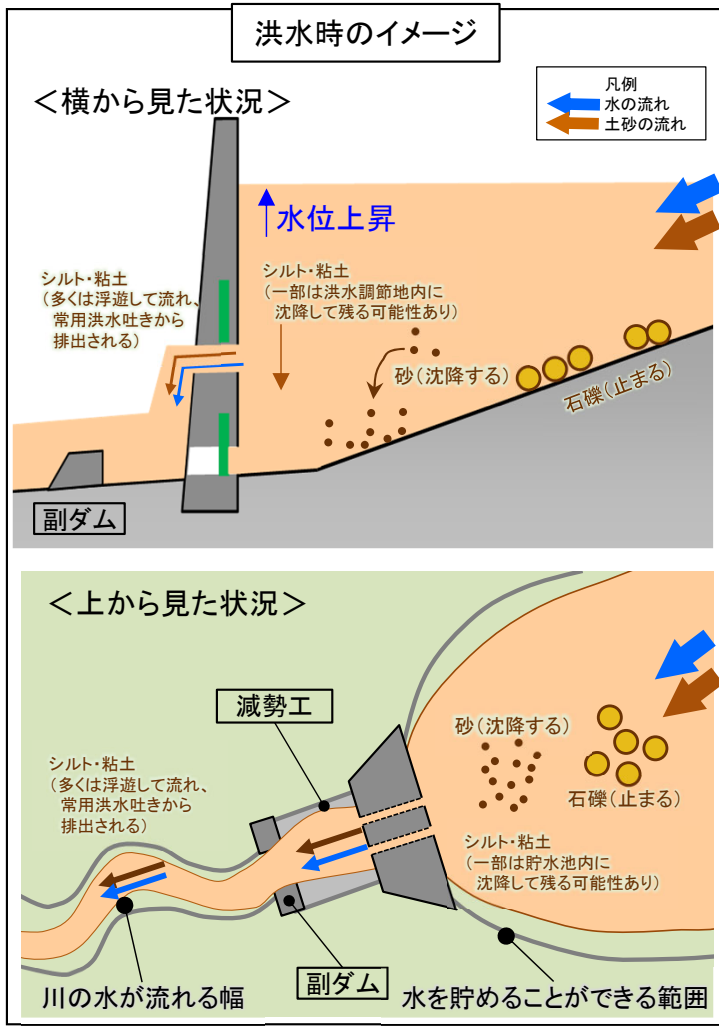 洪水時のイメージ
＜横から見た状況＞
凡例
水の流れ
土砂の流れ
水位上昇
シルト・粘土
（多くは浮遊して流れ、
常用洪水吐きから
排出される）
シルト・粘土
（一部は洪水調節地内に
沈降して残る可能性あり）
砂（沈降する）
石礫（止まる）
副ダム
＜上から見た状況＞
減勢工
シルト・粘土
（多くは浮遊して流れ、
常用洪水吐きから
排出される）
砂（沈降する）
石礫（止まる）
シルト・粘土
（一部は貯水池内に
沈降して残る可能性あり）
副ダム
川の水が流れる幅
水を貯めることができる範囲